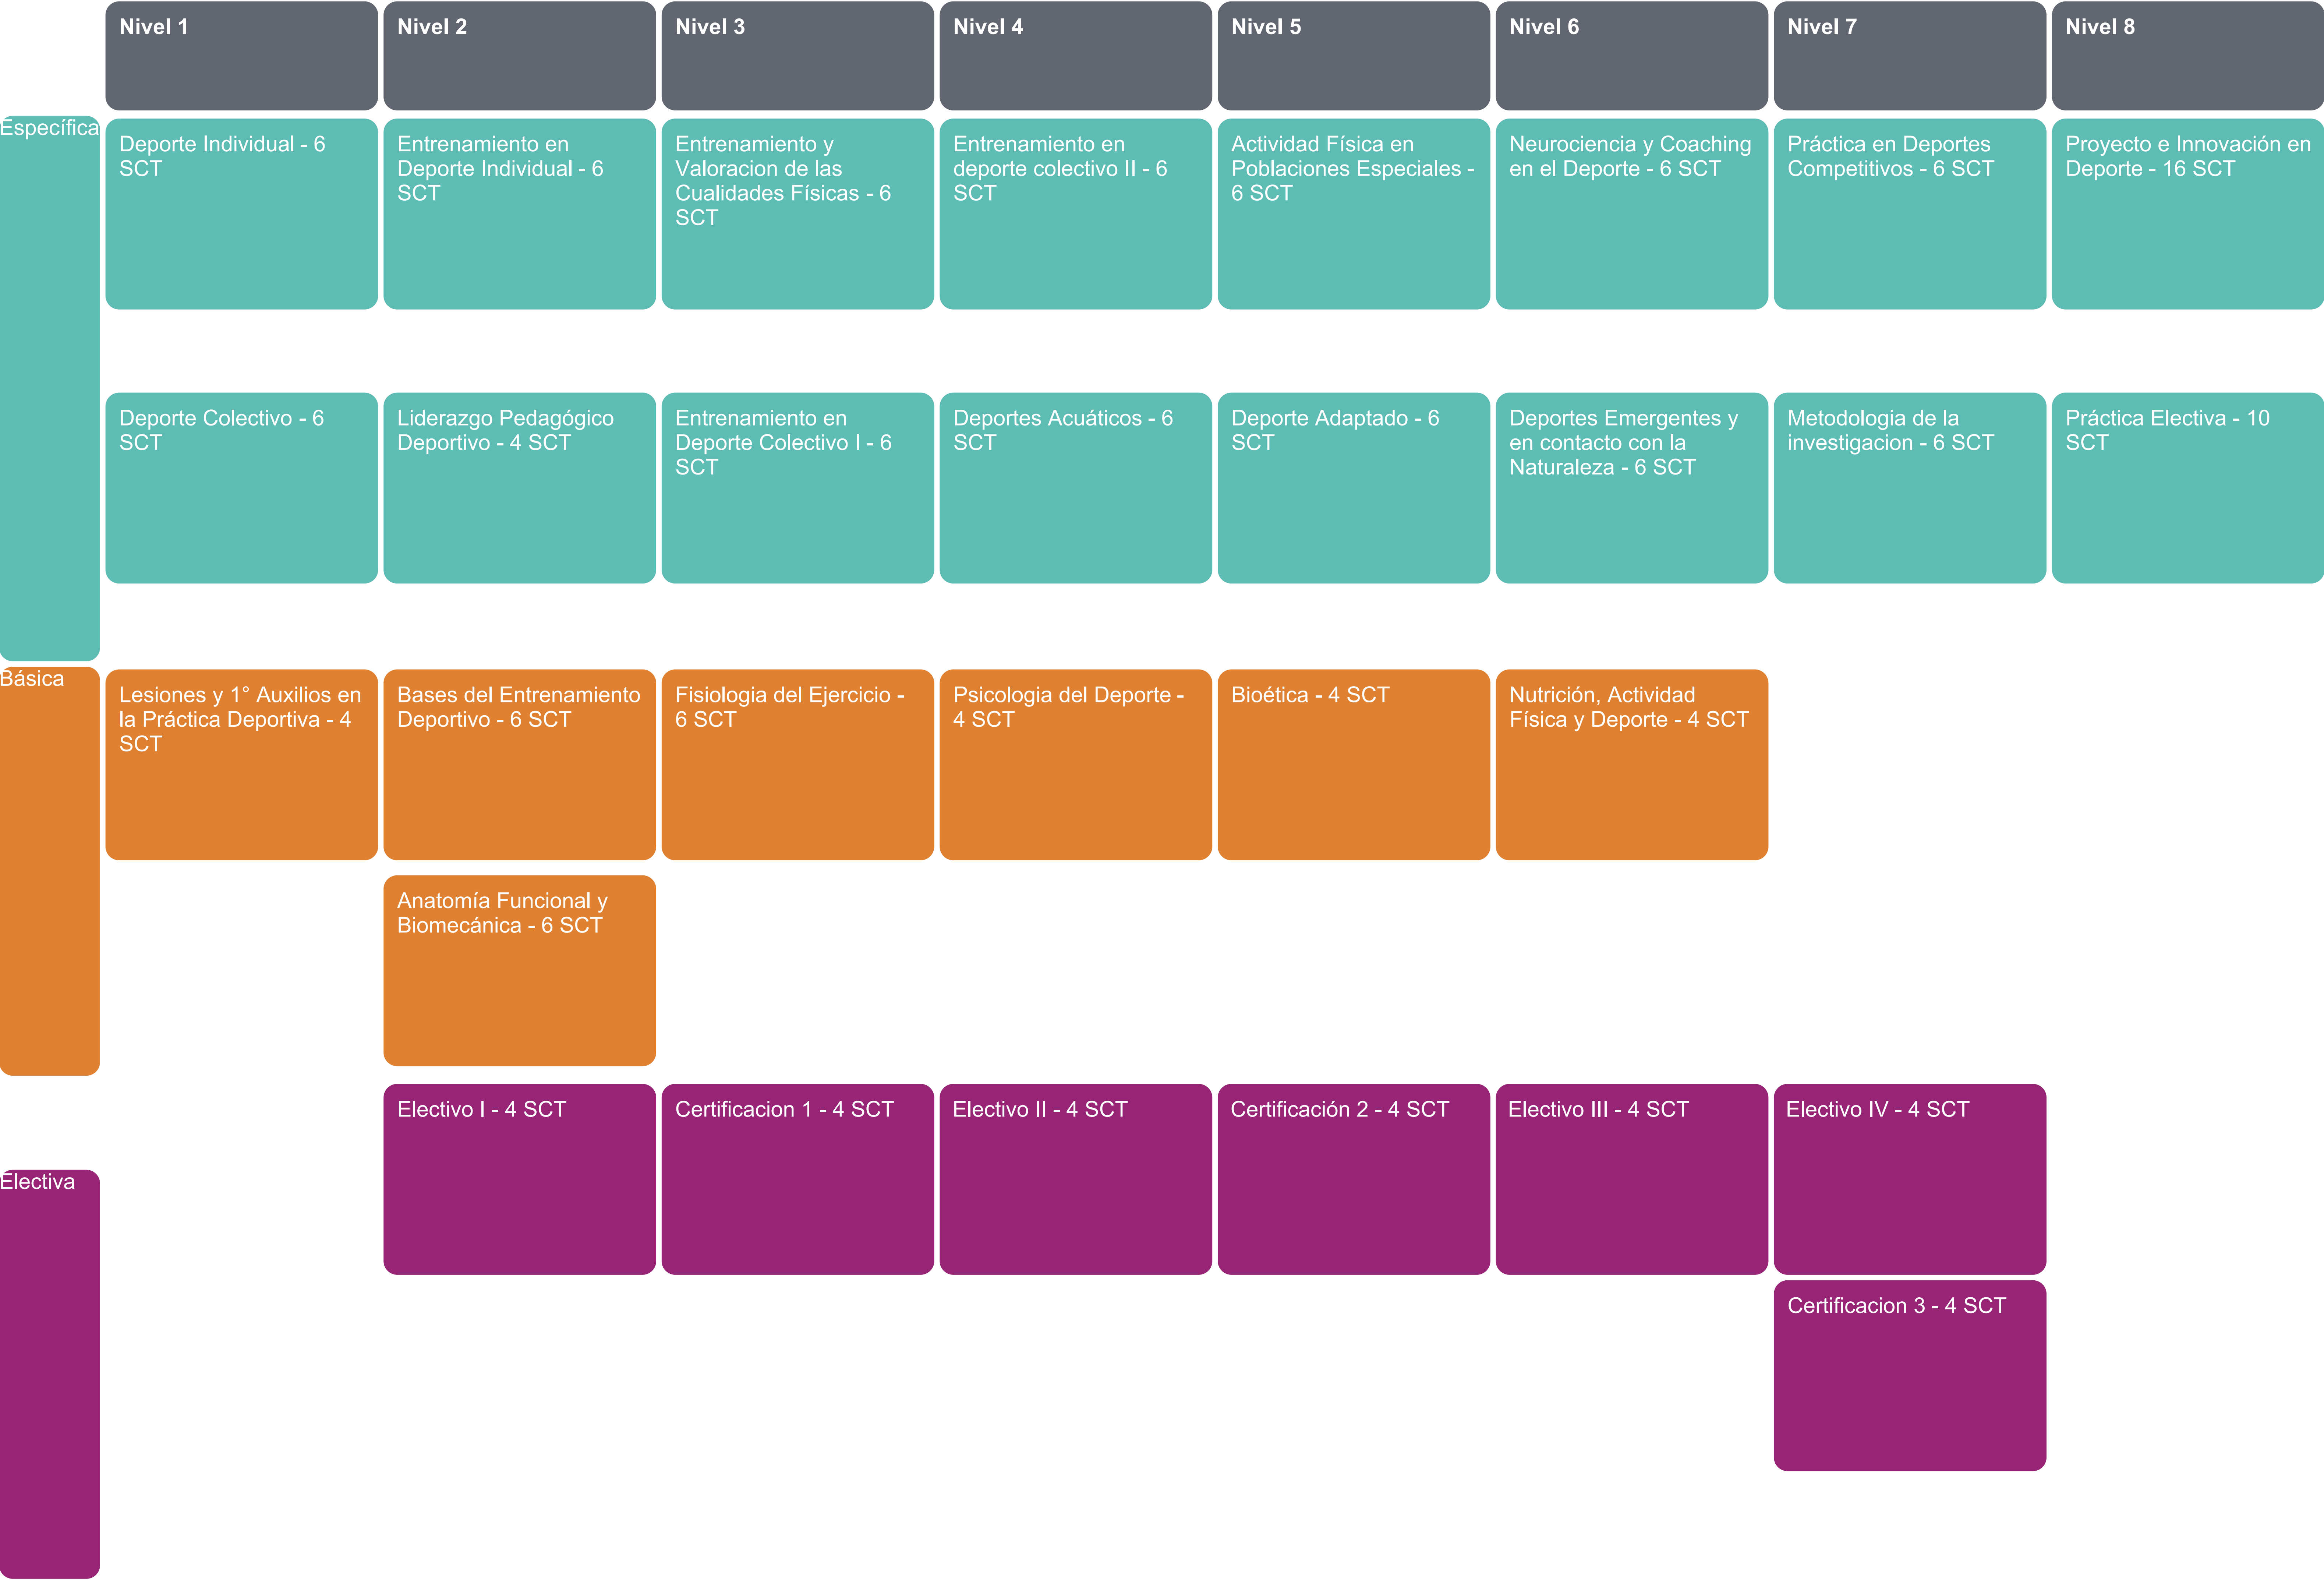 Nivel 1
Nivel 2
Nivel 3
Nivel 4
Nivel 5
Nivel 6
Nivel 7
Nivel 8
Específica
Deporte Individual - 6
SCT
Entrenamiento en
Deporte Individual - 6
SCT
Entrenamiento y
Valoracion de las
Cualidades Físicas - 6
SCT
Entrenamiento en
deporte colectivo II - 6
SCT
Actividad Física en
Poblaciones Especiales -
6 SCT
Neurociencia y Coaching
en el Deporte - 6 SCT
Práctica en Deportes
Competitivos - 6 SCT
Proyecto e Innovación en
Deporte - 16 SCT
Deporte Colectivo - 6
SCT
Liderazgo Pedagógico
Deportivo - 4 SCT
Entrenamiento en
Deporte Colectivo I - 6
SCT
Deportes Acuáticos - 6
SCT
Deporte Adaptado - 6
SCT
Deportes Emergentes y
en contacto con la
Naturaleza - 6 SCT
Metodologia de la
investigacion - 6 SCT
Práctica Electiva - 10
SCT
Básica
Lesiones y 1° Auxilios en
la Práctica Deportiva - 4
SCT
Bases del Entrenamiento
Deportivo - 6 SCT
Fisiologia del Ejercicio -
6 SCT
Psicologia del Deporte -
4 SCT
Bioética - 4 SCT
Nutrición, Actividad
Física y Deporte - 4 SCT
Anatomía Funcional y
Biomecánica - 6 SCT
Electivo I - 4 SCT
Certificacion 1 - 4 SCT
Electivo II - 4 SCT
Certificación 2 - 4 SCT
Electivo III - 4 SCT
Electivo IV - 4 SCT
Electiva
Certificacion 3 - 4 SCT